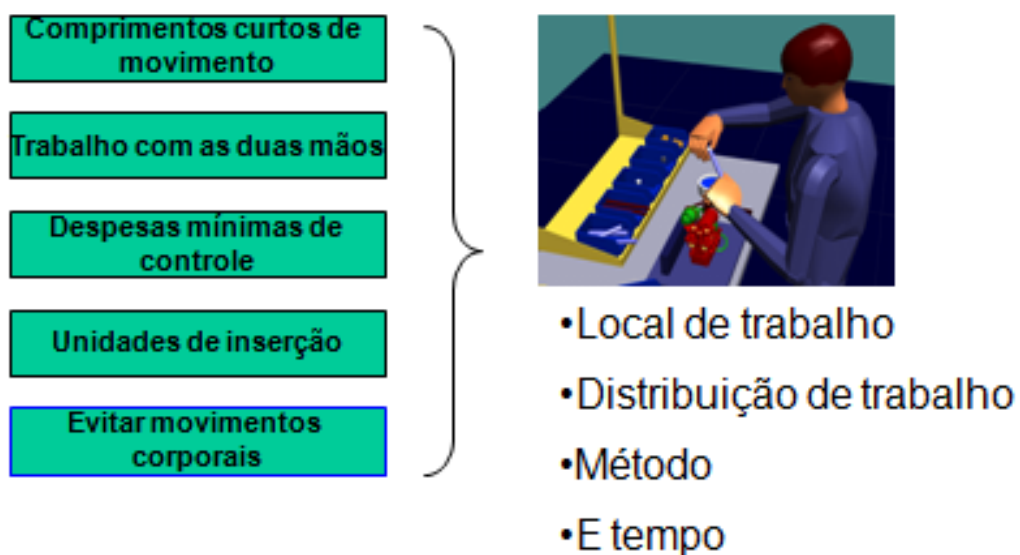 Comprimentos curtos de
movimento
Trabalho com as duas mãos
Despesas mínimas de
controle
Unidades de inserção
Evitar movimentos
corporais
•Local de trabalho
•Distribuição de trabalho
•Método
•E tempo